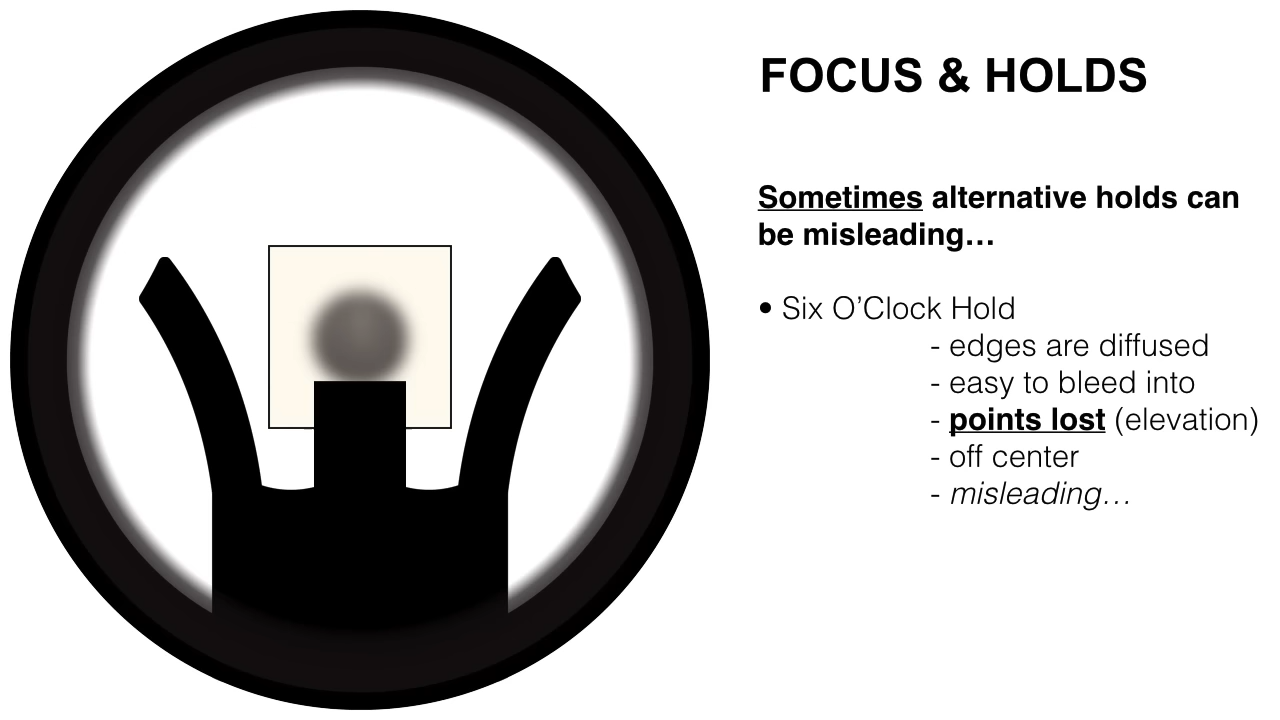 FOCUS & HOLDS
Sometimes alternative holds can
be misleading…
• Six O’Clock Hold
- edges are diffused
- easy to bleed into
- points lost (elevation)
- off center
- misleading…